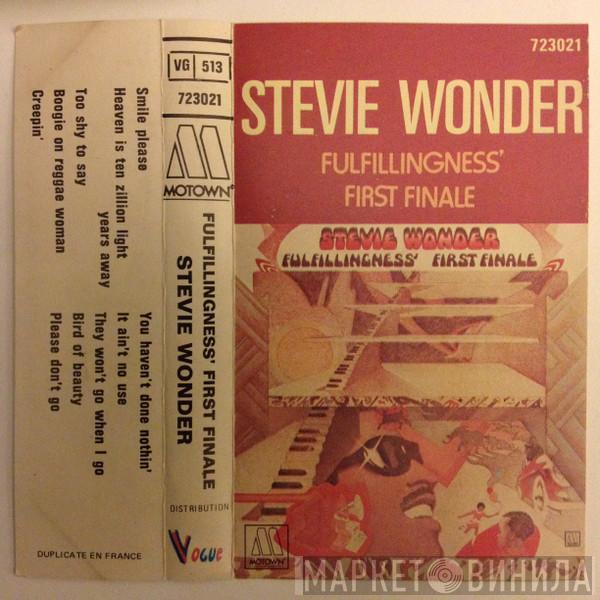 Smile please
Heaven is ten zillion light
years away
Too shy to say
Boogie on reggae woman
Creepin'
You haven't done nothin'
It ain't no use
They won't go when I go
Bird of beauty
Please don't go
DUPLICATE EN FRANCE
VG 513
723021
MOTOWN®
FULFILLINGNESS' FIRST FINALE
STEVIE WONDER
DISTRIBUTION
VOGUE
723021
STEVIE WONDER
FULFILLINGNESS'
FIRST FINALE
STEVIE WONDER
FULFILLINGNESS' FIRST FINALE
MOTOWN
МАРКЕТ ВИНИЛА